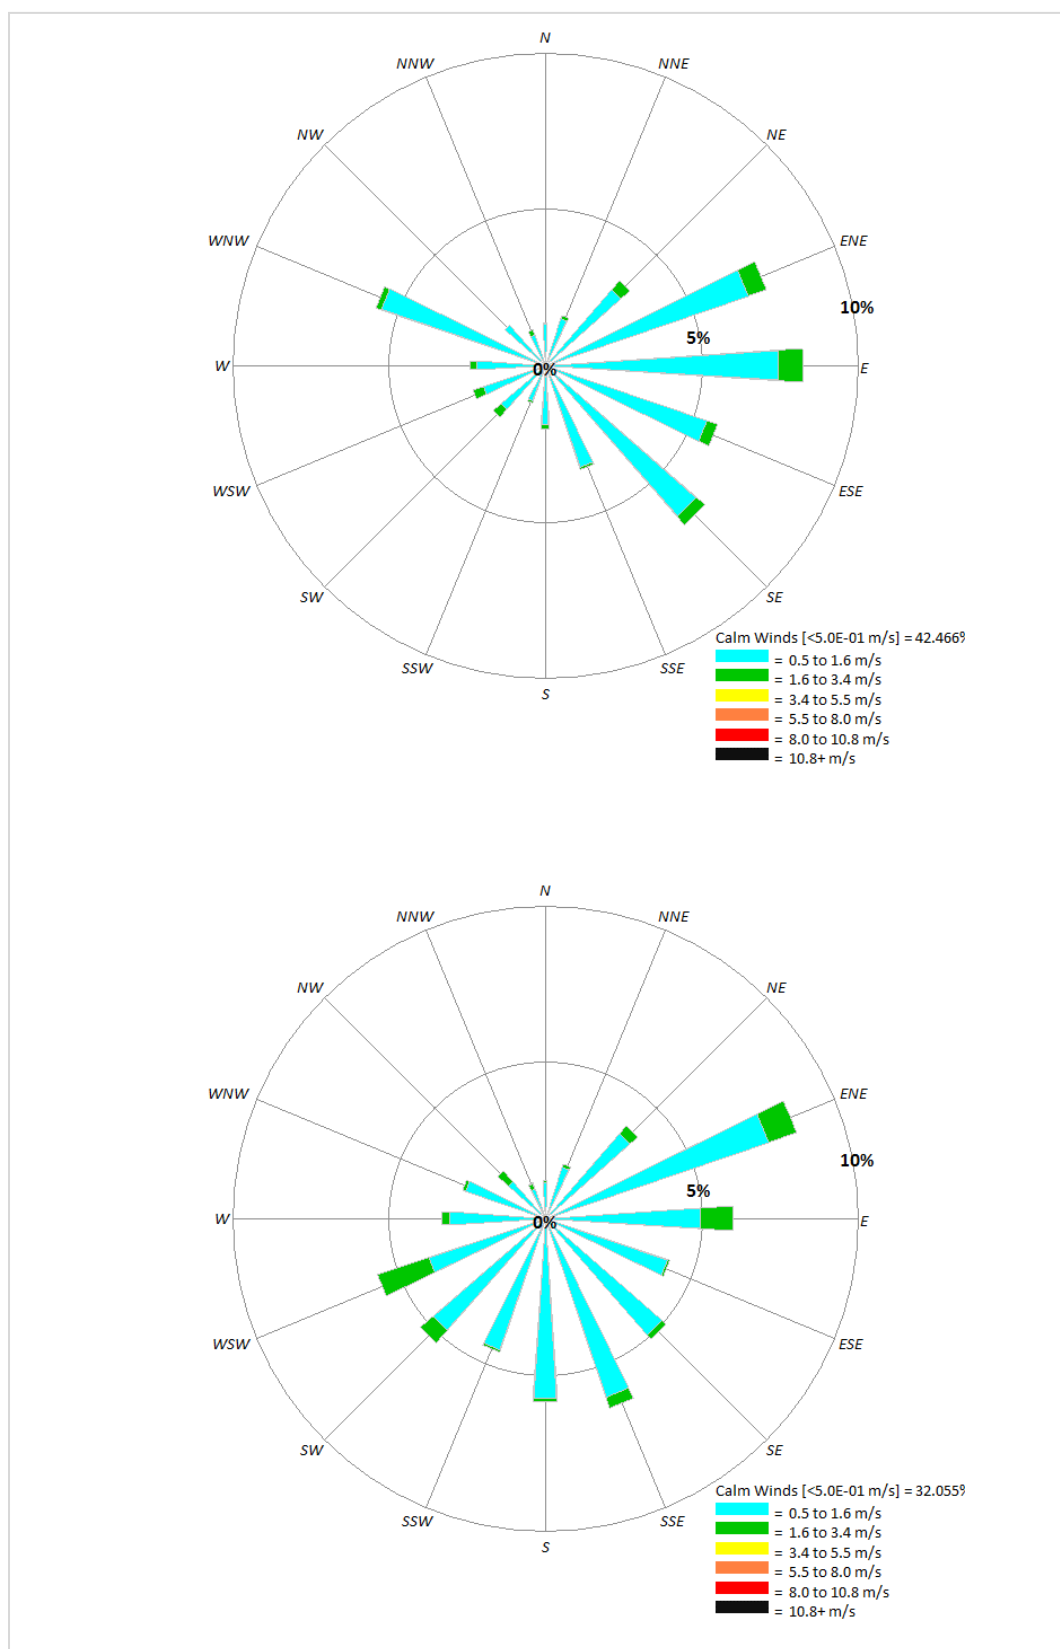 N
NNW
NNE
NW
NE
WNW
ENE
10%
5%
W
0%
E
WSW
ESE
SW
SE
SSW
SSE
S
Calm Winds [<5.0E-01 m/s] = 42.466%
= 0.5 to 1.6 m/s
= 1.6 to 3.4 m/s
= 3.4 to 5.5 m/s
= 5.5 to 8.0 m/s
= 8.0 to 10.8 m/s
= 10.8+ m/s
N
NNW
NNE
NW
NE
WNW
ENE
10%
5%
W
0%
E
WSW
ESE
SW
SE
SSW
SSE
S
Calm Winds [<5.0E-01 m/s] = 32.055%
= 0.5 to 1.6 m/s
= 1.6 to 3.4 m/s
= 3.4 to 5.5 m/s
= 5.5 to 8.0 m/s
= 8.0 to 10.8 m/s
= 10.8+ m/s